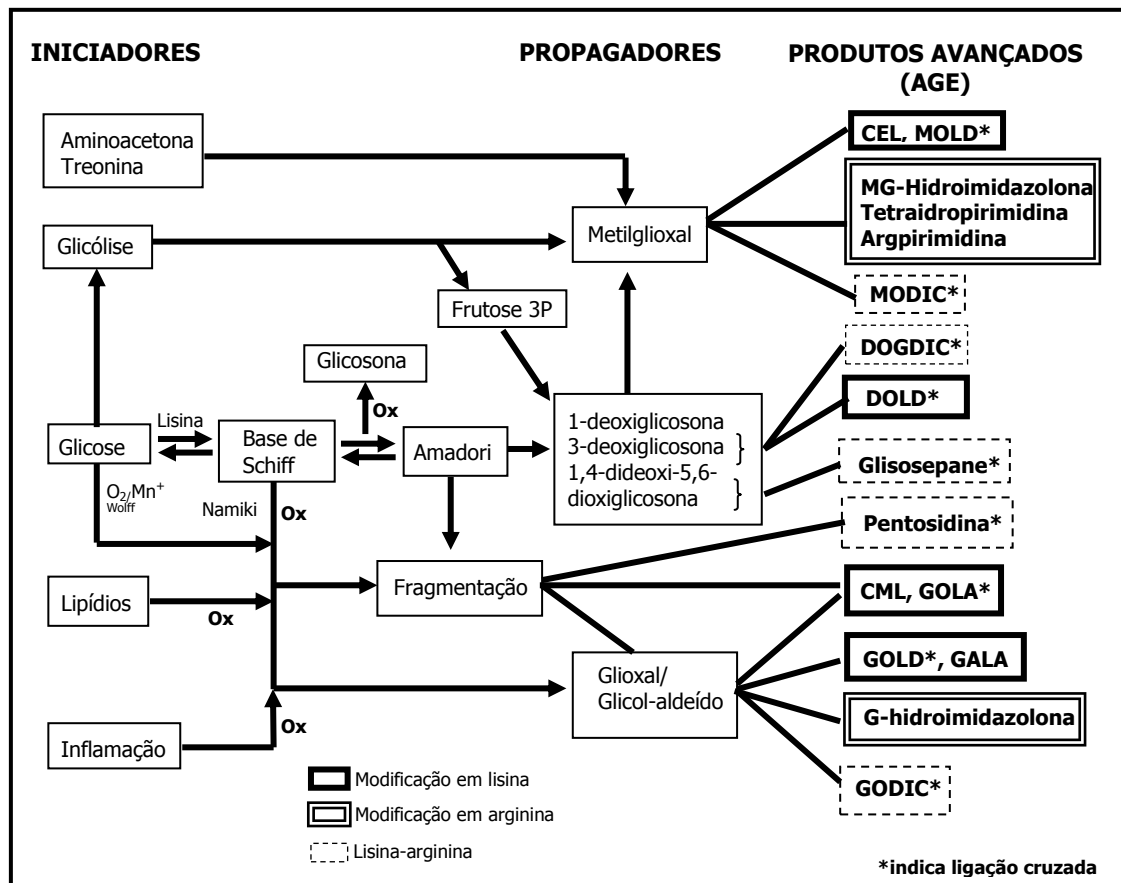 INICIADORES
PROPAGADORES
PRODUTOS AVANÇADOS
(AGE)
Aminoacetona
Treonina
CEL, MOLD*
MG-Hidroimidazolona
Tetraidropirimidina
Argpirimidina
Glicólise
Metilglioxal
MODIC*
Frutose 3P
DOGDIC*
Glicosona
Ox
DOLD*
Lisina
Glicose
Base de
Schiff
Amadori
1-deoxiglicosona
3-deoxiglicosona }
1,4-dideoxi-5,6-
dioxiglicosona }
Glisosepane*
O2/Mn+
Wolff
Namiki
Ox
Pentosidina*
Lipídios
Ox
Fragmentação
CML, GOLA*
GOLD*, GALA
Glioxal/
Glicol-aldeído
G-hidroimidazolona
Inflamação
Ox
GODIC*
Modificação em lisina
Modificação em arginina
Lisina-arginina
*indica ligação cruzada